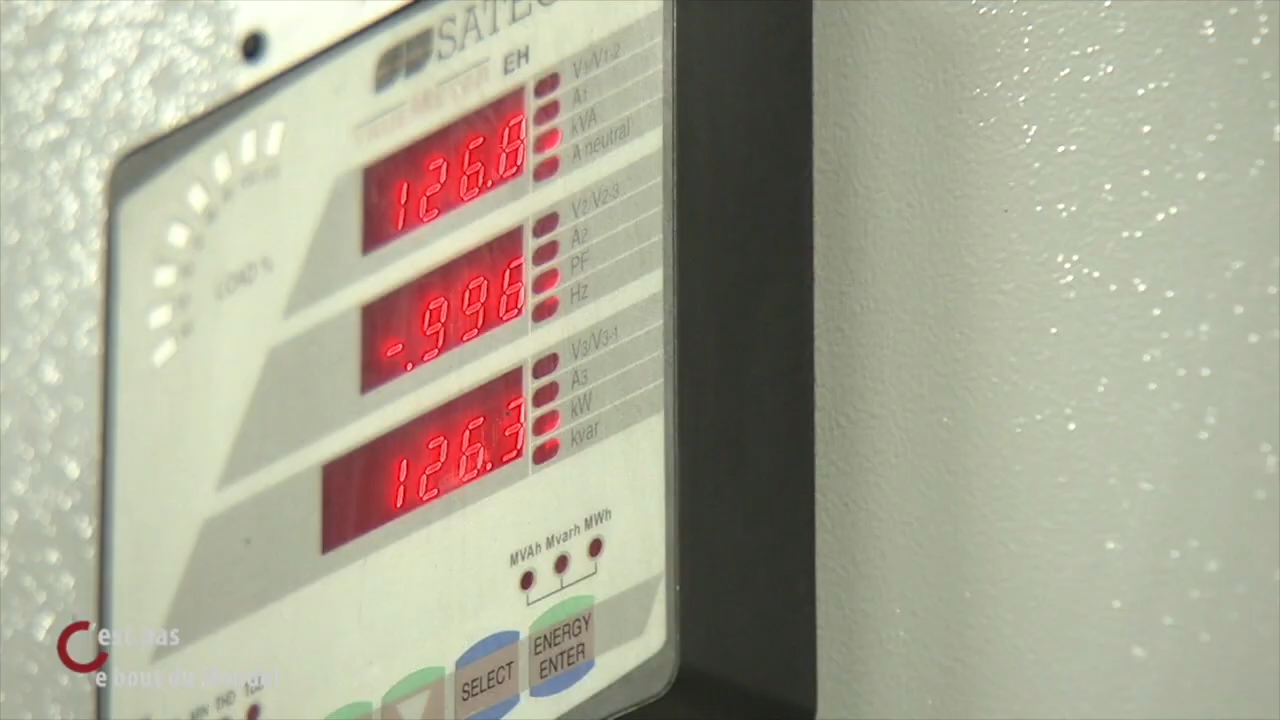 SATEC
EH
V1/V1-2
A1
kVA
A neutral
126.8
V2/V2-3
A2
PF
Hz
-.996
V3/V3-1
A3
kW
kvar
126.3
LOAD %
MVAh Mvarh MWh
SELECT
ENERGY
ENTER
C'est pas
le bout du Monde!
THD